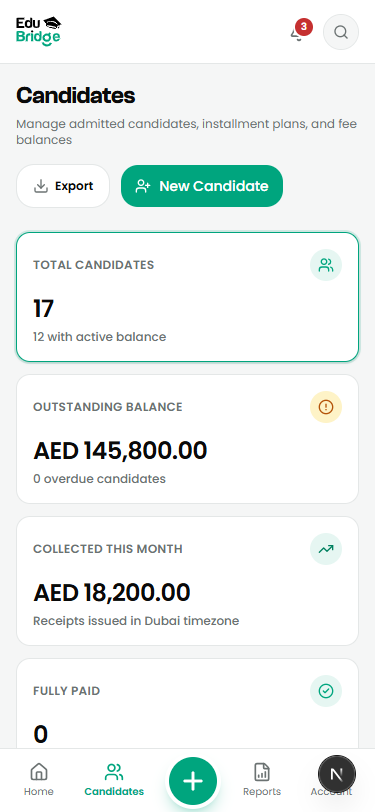 Edu
Bridge
3
Candidates
Manage admitted candidates, installment plans, and fee
balances
Export
New Candidate
TOTAL CANDIDATES
17
12 with active balance
OUTSTANDING BALANCE
AED 145,800.00
0 overdue candidates
COLLECTED THIS MONTH
AED 18,200.00
Receipts issued in Dubai timezone
FULLY PAID
0
Home
Candidates
Reports
Account
N